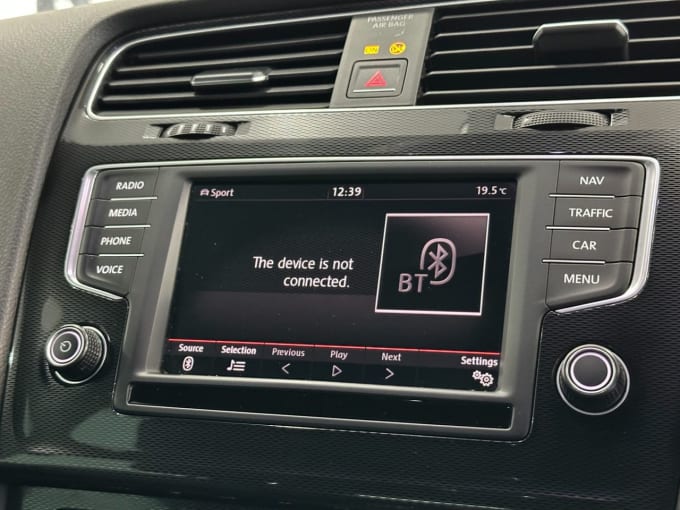 PASSENGER
AIR BAG
ON
RADIO
MEDIA
PHONE
VOICE
Sport
12:39
19.5°C
The device is not
connected.
BT
Source
Selection
Previous
Play
Next
Settings
NAV
TRAFFIC
CAR
MENU